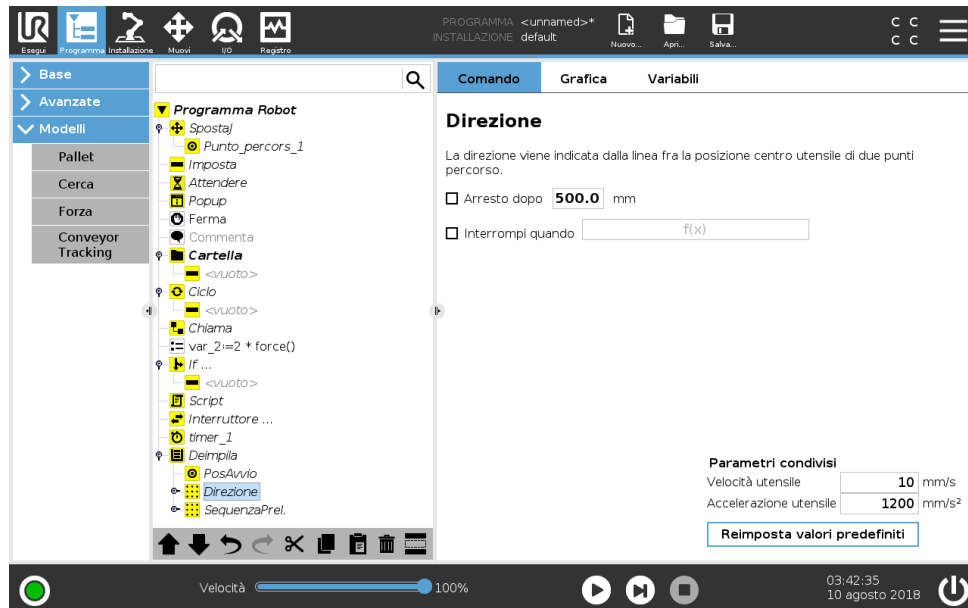 PROGRAMMA <unnamed>*
INSTALLAZIONE default
Esegui Programma Installazione Muovi I/O Registro
Nuovo... Apri... Salva...
C C
C C
Base
Avanzate
Modelli
Pallet
Cerca
Forza
Conveyor
Tracking
Programma Robot
SpostaJ
Punto_percors_1
Imposta
Attendere
Popup
Ferma
Commenta
Cartella
<vuoto>
Ciclo
<vuoto>
Chiama
var_2:=2 * force()
If ...
<vuoto>
Script
Interruttore ...
timer_1
Deimpila
PosAvvio
Direzione
SequenzaPrel.
Comando Grafica Variabili
Direzione
La direzione viene indicata dalla linea fra la posizione centro utensile di due punti
percorso.
Arresto dopo 500.0 mm
Interrompi quando f(x)
Parametri condivisi
Velocità utensile 10 mm/s
Accelerazione utensile 1200 mm/s²
Reimposta valori predefiniti
Velocità 100%
03:42:35
10 agosto 2018